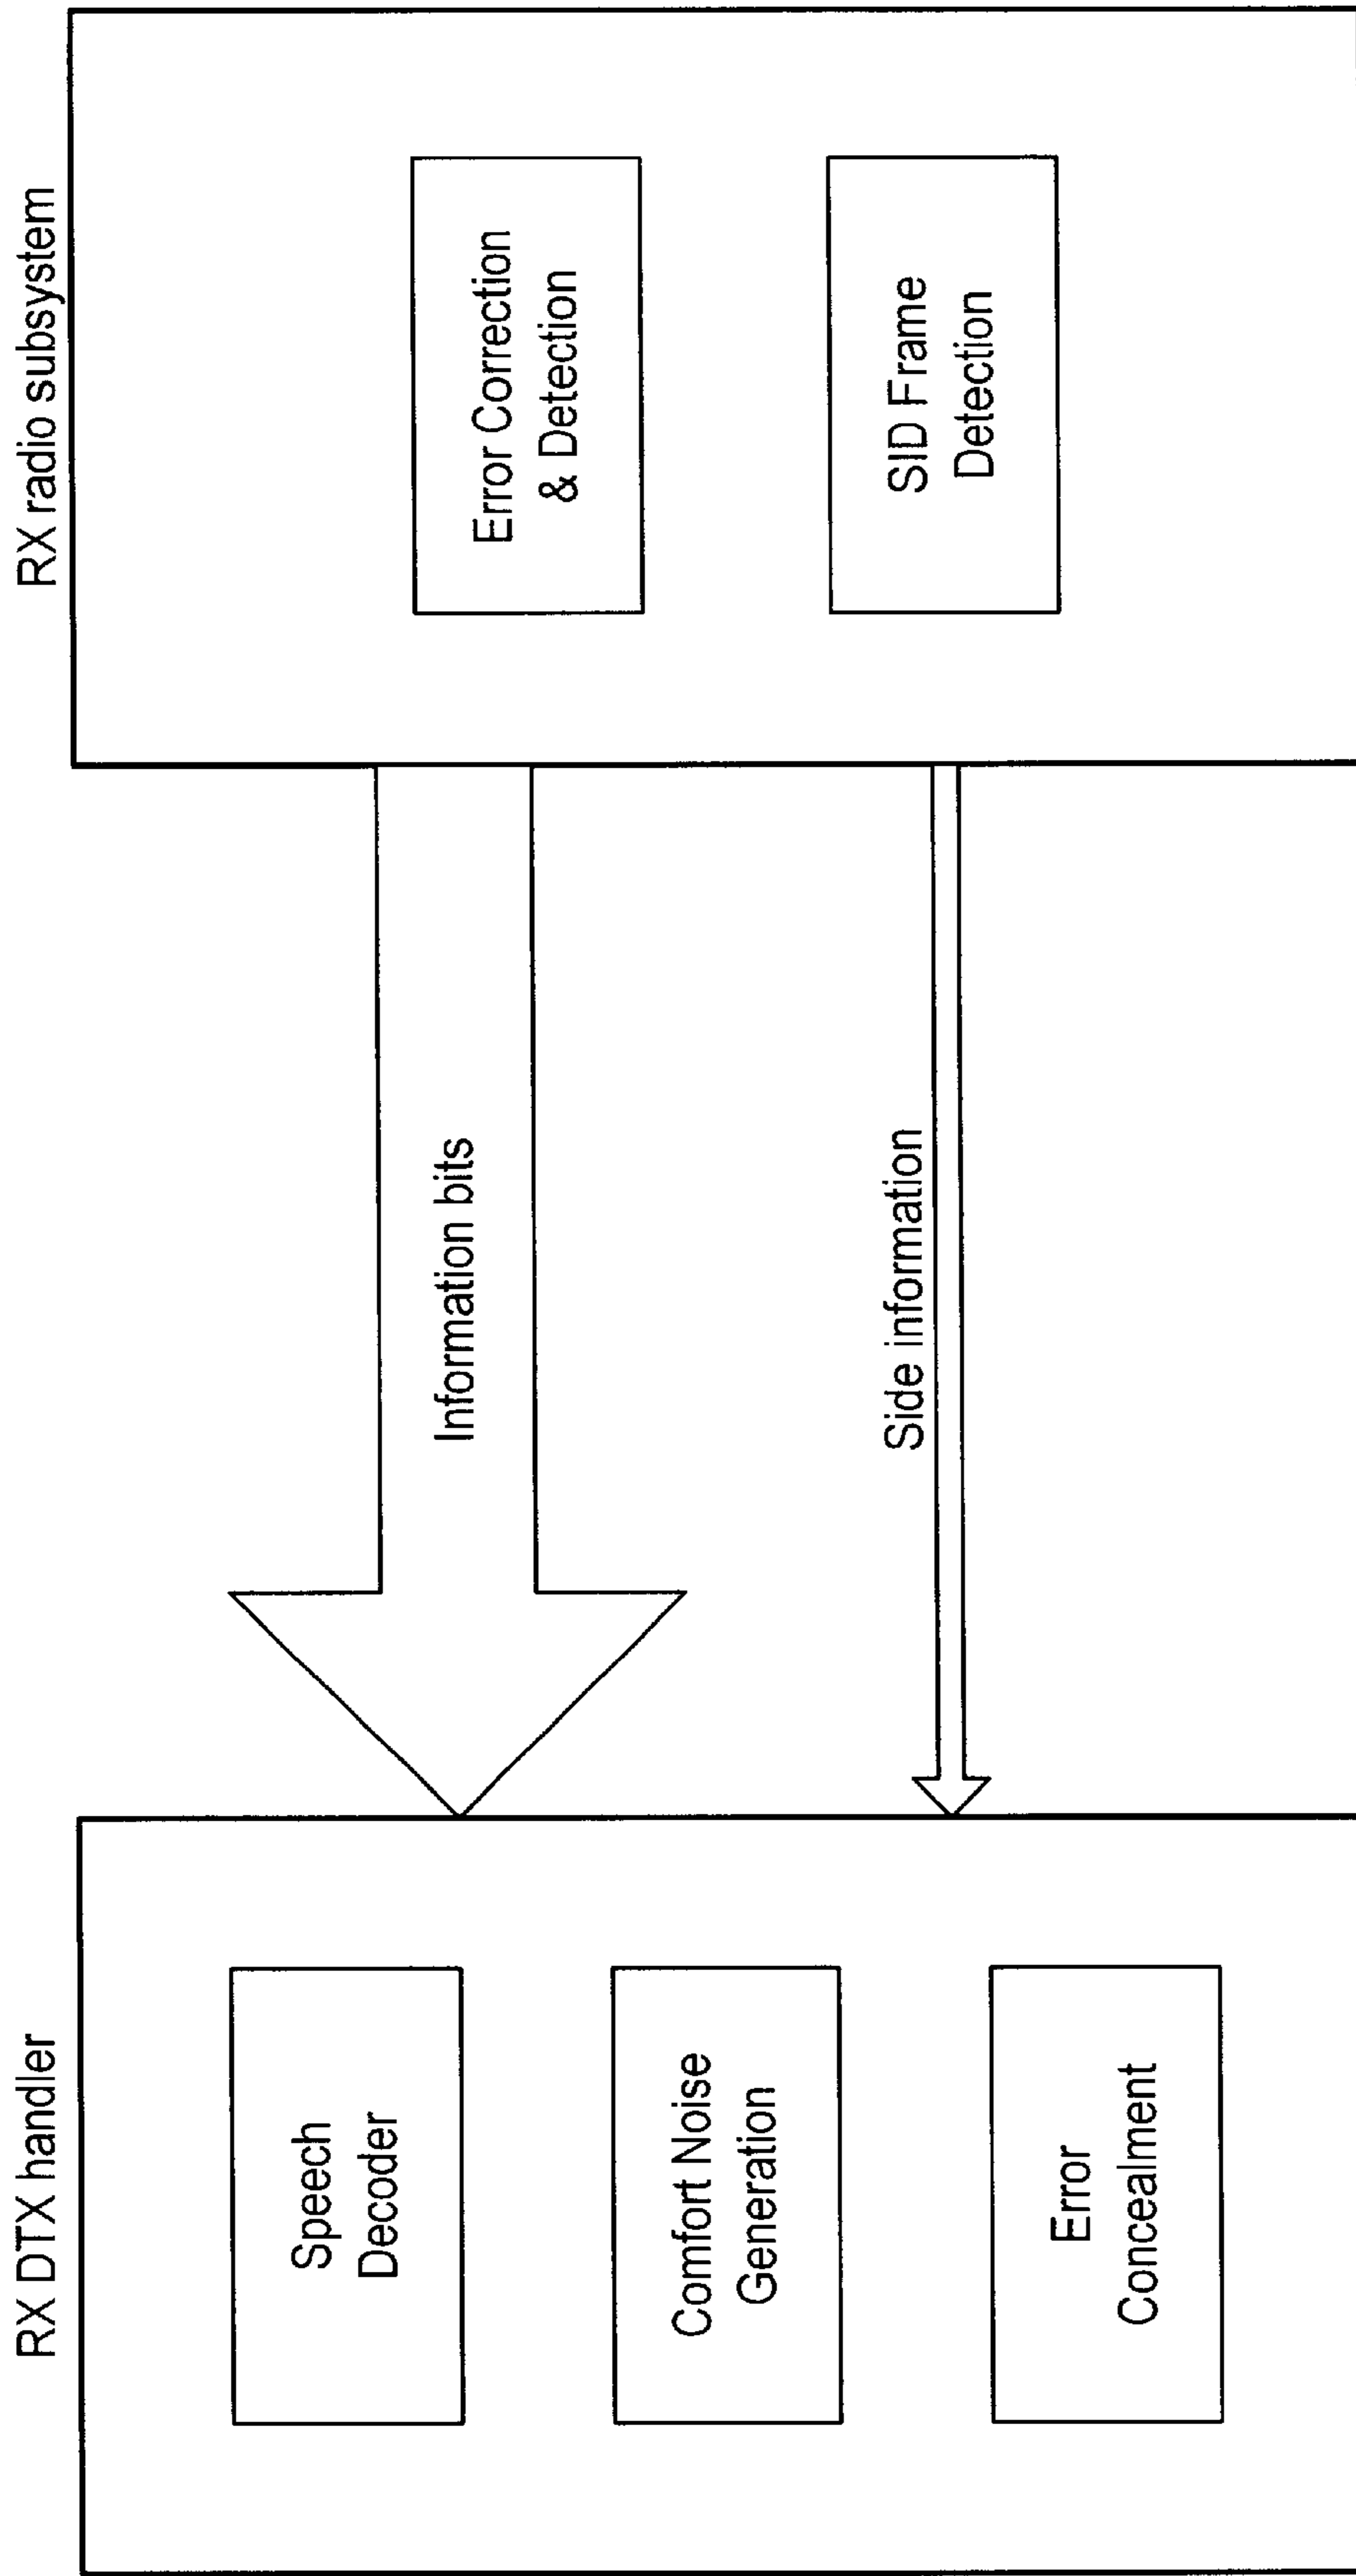 RX DTX handler
Speech
Decoder
Comfort Noise
Generation
Error
Concealment
Information bits
Side information
RX radio subsystem
Error Correction
& Detection
SID Frame
Detection